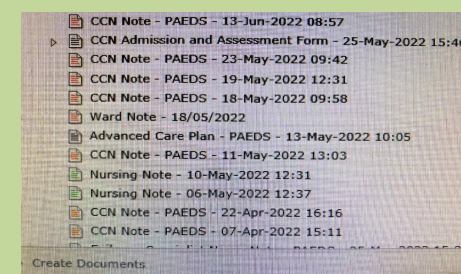 CCN Note - PAEDS - 13-Jun-2022 08:57
CCN Admission and Assessment Form - 25-May-2022 15:46
CCN Note - PAEDS - 23-May-2022 09:42
CCN Note - PAEDS - 19-May-2022 12:31
CCN Note - PAEDS - 18-May-2022 09:58
Ward Note - 18/05/2022
Advanced Care Plan - PAEDS - 13-May-2022 10:05
CCN Note - PAEDS - 11-May-2022 13:03
Nursing Note - 10-May-2022 12:31
Nursing Note - 06-May-2022 12:37
CCN Note - PAEDS - 22-Apr-2022 16:16
CCN Note - PAEDS - 07-Apr-2022 15:11
Create Documents